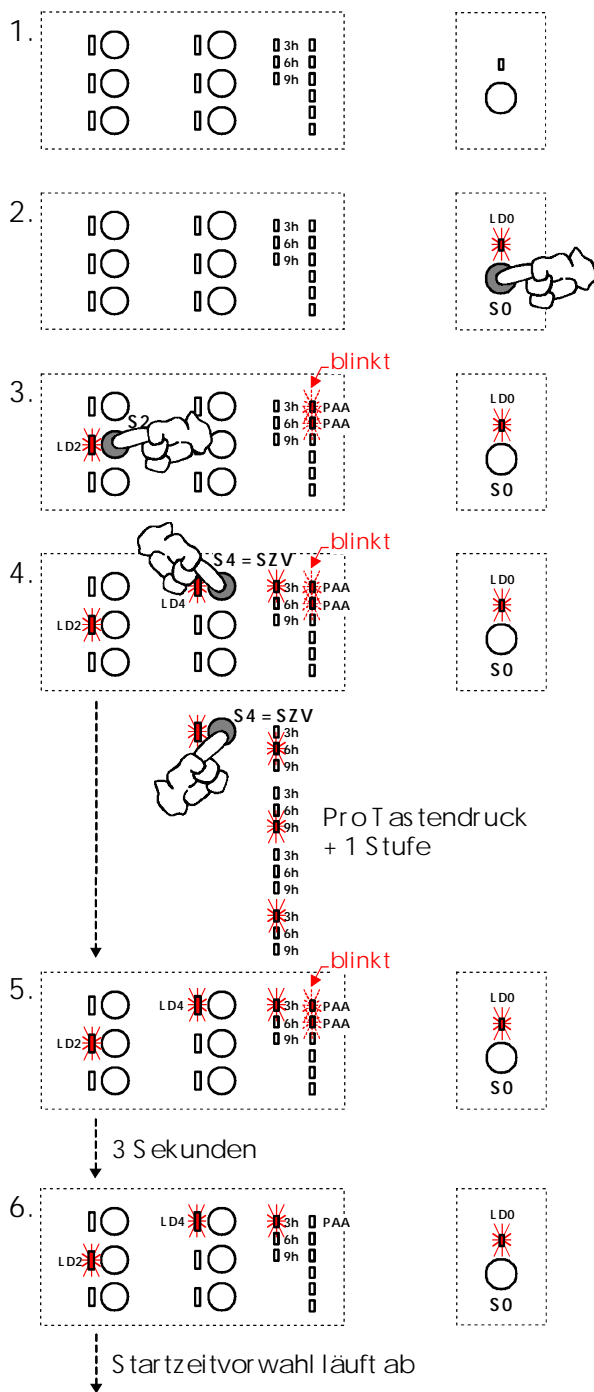 1.
3h
6h
9h
2.
3h
6h
9h
LD0
S0
3.
blinkt
S2
LD2
3h PAA
6h PAA
9h
LD0
S0
4.
S4 = SZV
blinkt
LD4
LD2
3h PAA
6h PAA
9h
LD0
S0
S4 = SZV
3h
6h
9h
3h
6h
9h
3h
6h
9h
3h
6h
9h
Pro Tastendruck
+ 1 Stufe
5.
blinkt
LD4
LD2
3h PAA
6h PAA
9h
LD0
S0
3 Sekunden
6.
LD4
LD2
3h PAA
6h
9h
LD0
S0
Startzeitvorwahl läuft ab